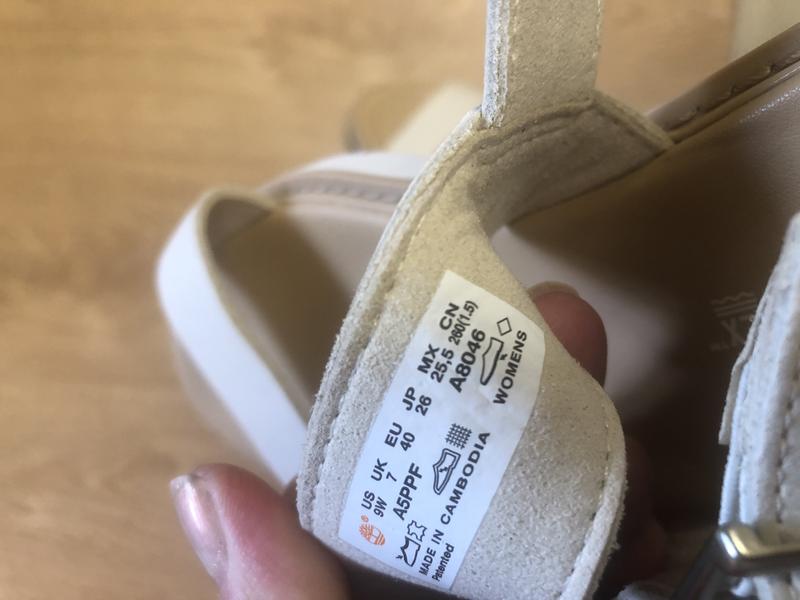 US UK EU JP MX CN
9W 7 40 26 25,5 260(1.5)
A5PPF A8046
WOMENS
MADE IN CAMBODIA
Patented